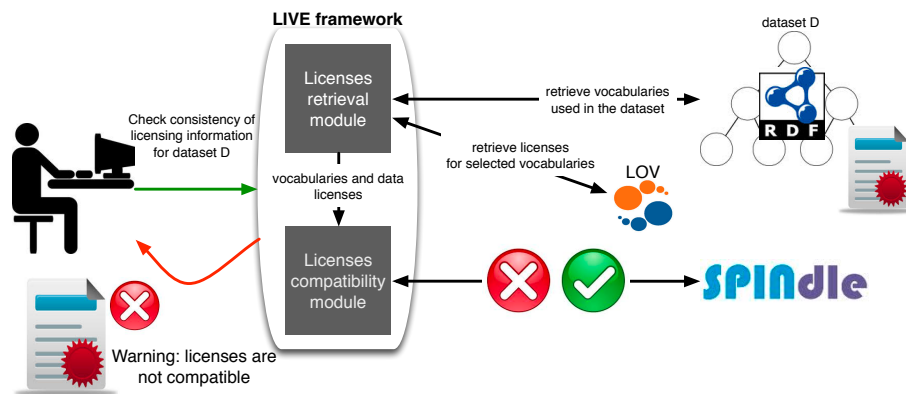 LIVE framework
dataset D
Licenses
retrieval
module
retrieve vocabularies
used in the dataset
RDF
Check consistency of
licensing information
for dataset D
retrieve licenses
for selected vocabularies
LOV
vocabularies and data
licenses
Licenses
compatibility
module
SPINdle
Warning: licenses are
not compatible